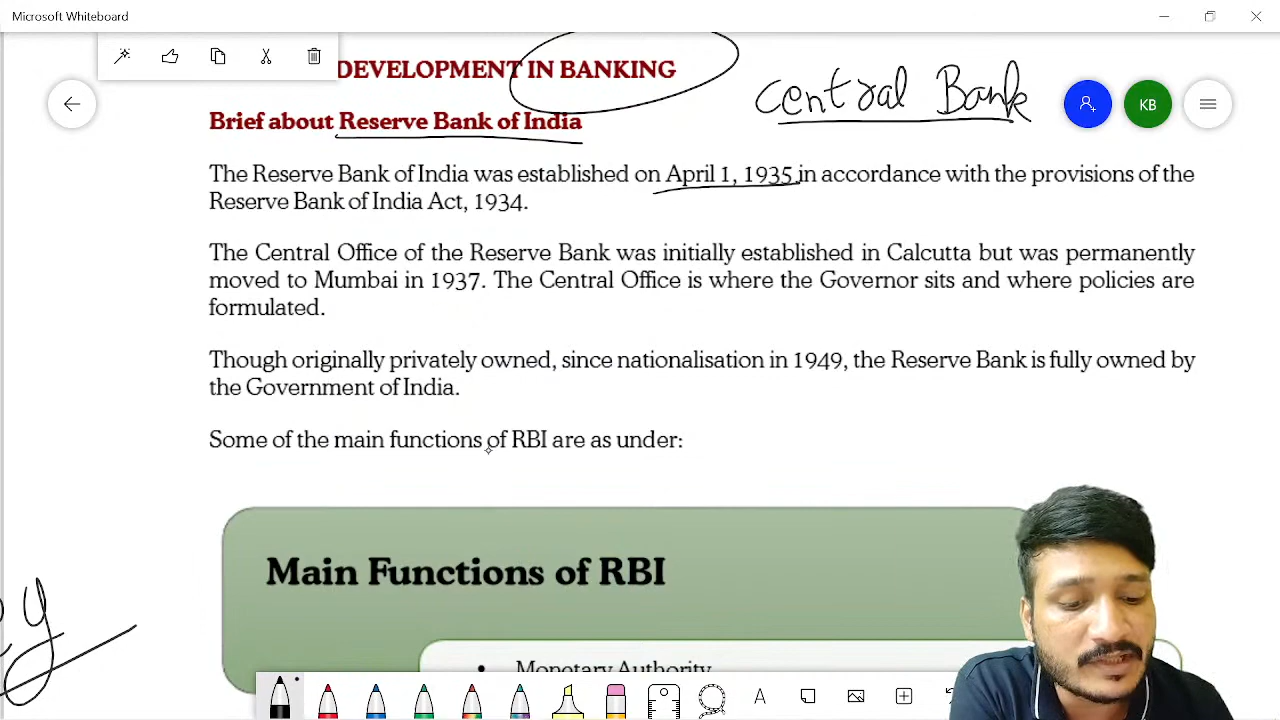 Microsoft Whiteboard
DEVELOPMENT IN BANKING
Central Bank
KB
Brief about Reserve Bank of India
The Reserve Bank of India was established on April 1, 1935 in accordance with the provisions of the
Reserve Bank of India Act, 1934.
The Central Office of the Reserve Bank was initially established in Calcutta but was permanently
moved to Mumbai in 1937. The Central Office is where the Governor sits and where policies are
formulated.
Though originally privately owned, since nationalisation in 1949, the Reserve Bank is fully owned by
the Government of India.
Some of the main functions of RBI are as under:
Main Functions of RBI
• Monetary Authority
A